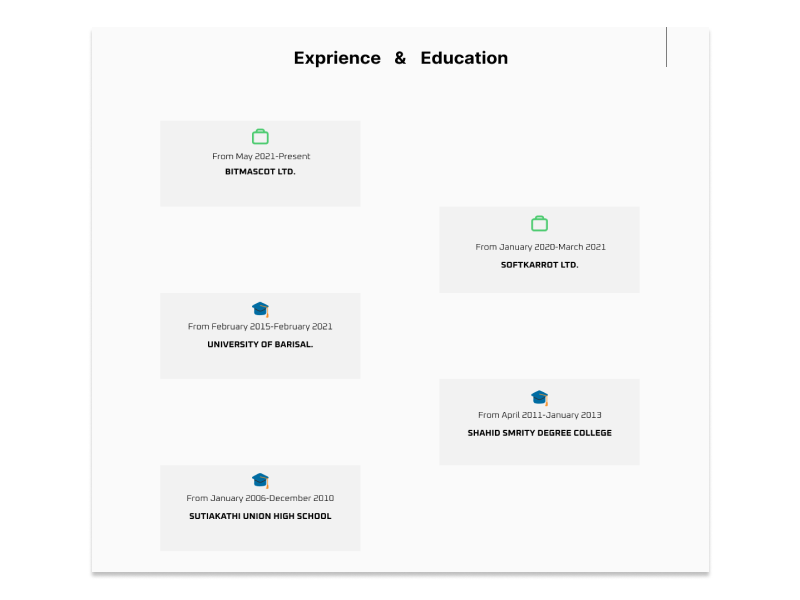 Exprience & Education
From May 2021-Present
BITMASCOT LTD.
From January 2020-March 2021
SOFTKARROT LTD.
From February 2015-February 2021
UNIVERSITY OF BARISAL.
From April 2011-January 2013
SHAHID SMRITY DEGREE COLLEGE
From January 2006-December 2010
SUTIAKATHI UNION HIGH SCHOOL